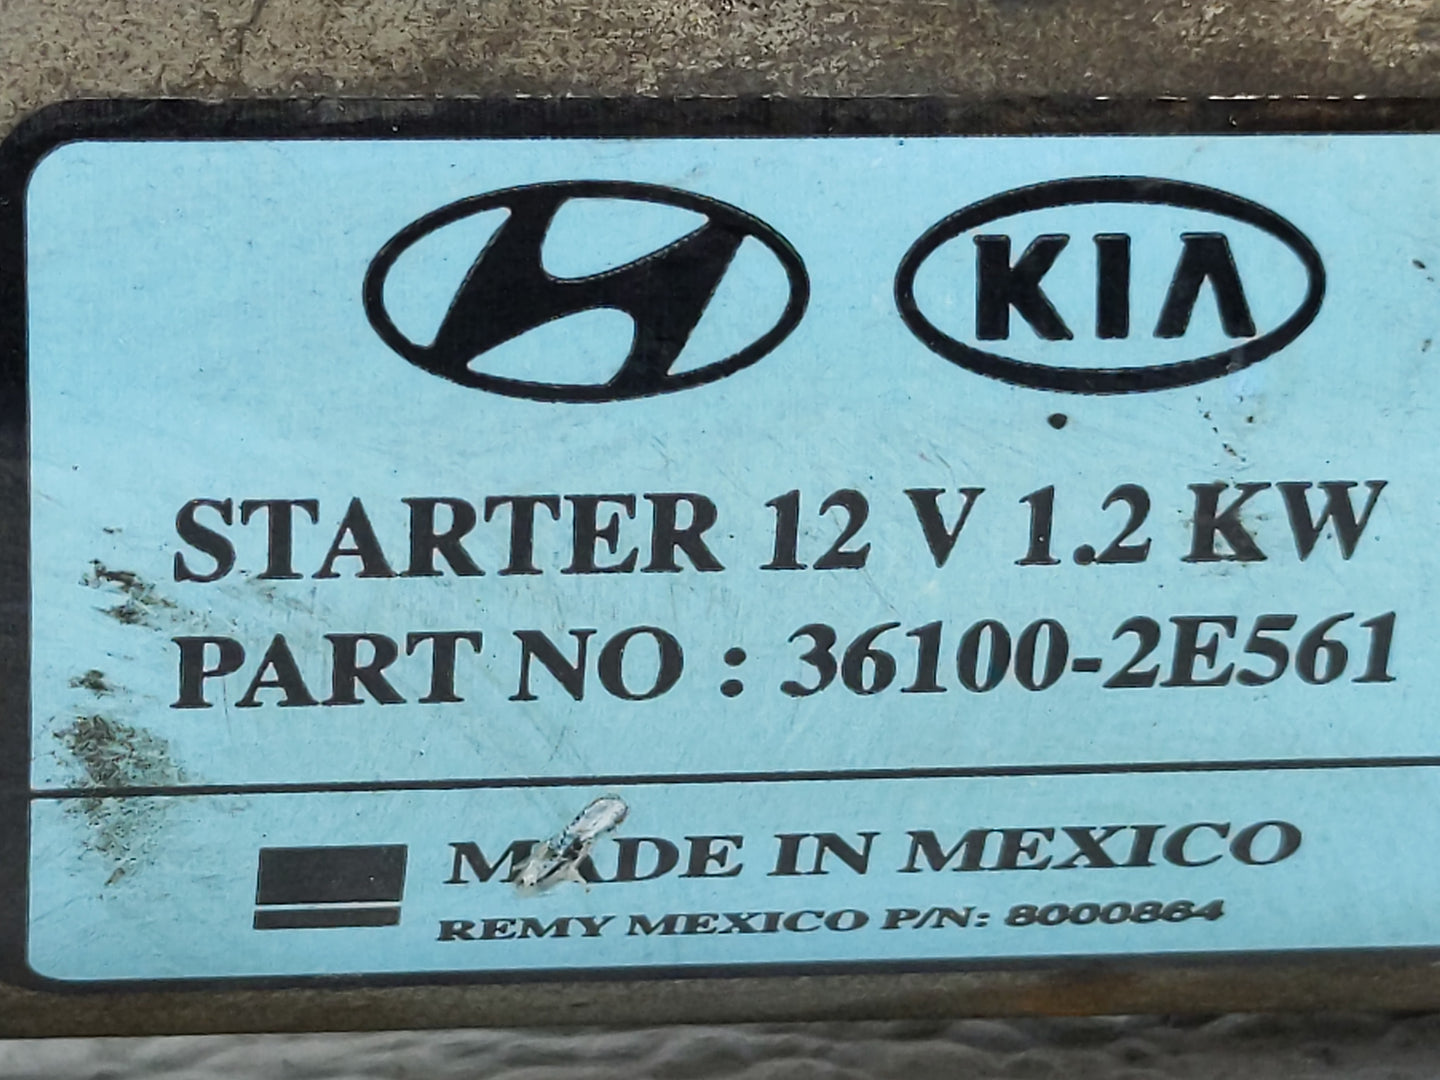 KIA
STARTER 12 V 1.2 KW
PART NO : 36100-2E561
MADE IN MEXICO
REMY MEXICO P/N: 8000864